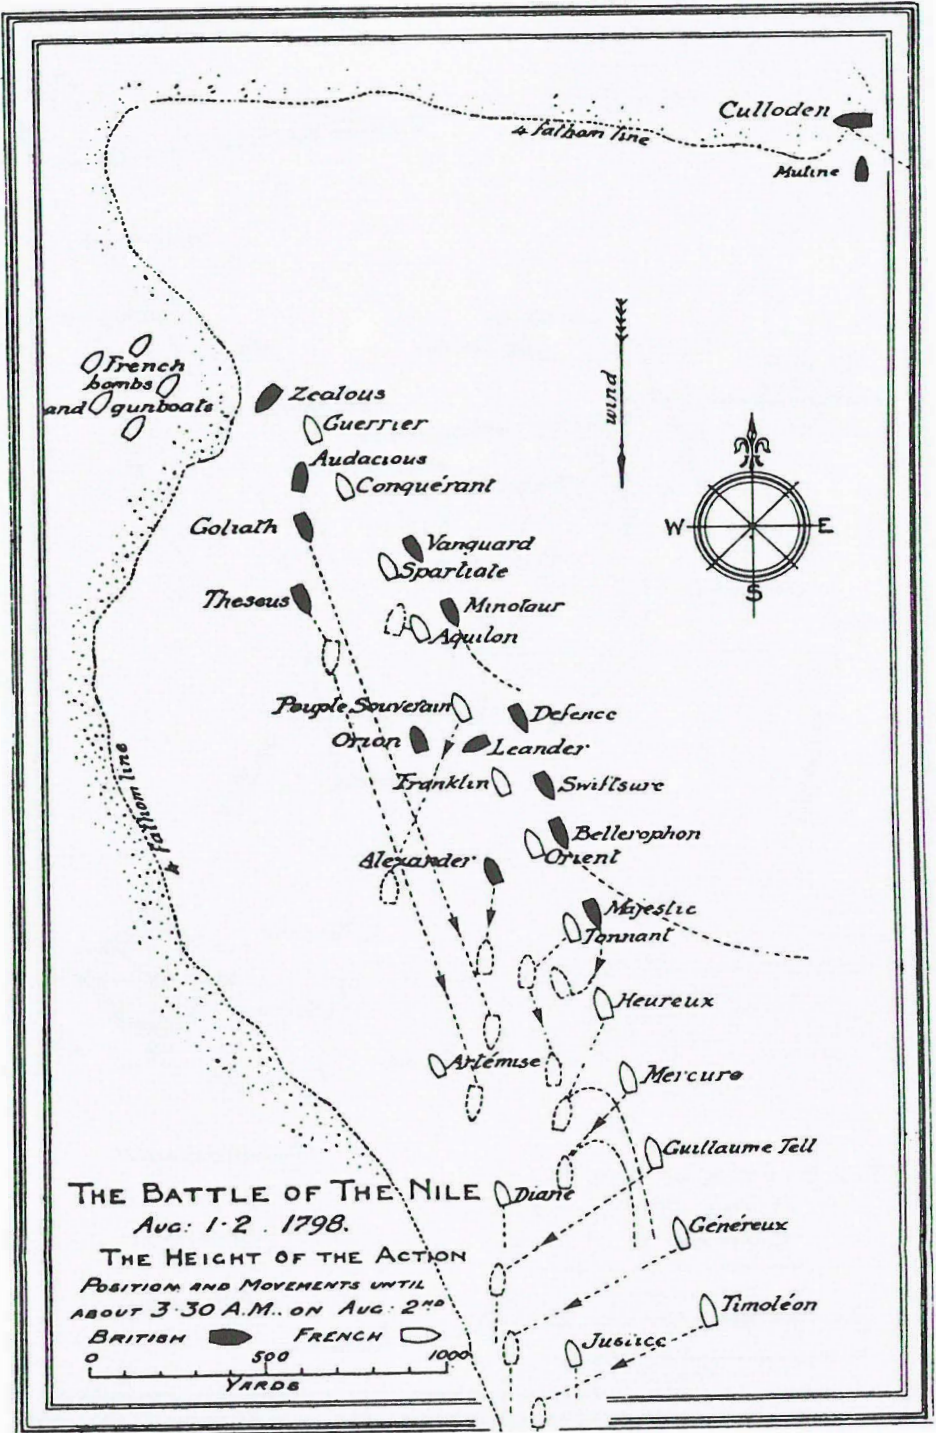 Culloden
4 fathom line
Mutine
French
bombs
and gunboats
Zealous
Guerrier
Audacious
Conquérant
wind
W E
S
Goliath
Vanguard
Spartiate
Theseus
Minotaur
Aquilon
Peuple Souverain
Defence
Orion
Leander
Franklin
Swiftsure
Bellerophon
Orient
Alexander
4 fathom line
Majestic
Tonnant
Heureux
Artémise
Mercure
Guillaume Tell
Diane
Généreux
Timoléon
Justice
THE BATTLE OF THE NILE
AUG: 1·2. 1798.
THE HEIGHT OF THE ACTION
POSITION AND MOVEMENTS UNTIL
ABOUT 3·30 A.M. ON AUG: 2ND
BRITISH FRENCH
0 500 1000
YARDS